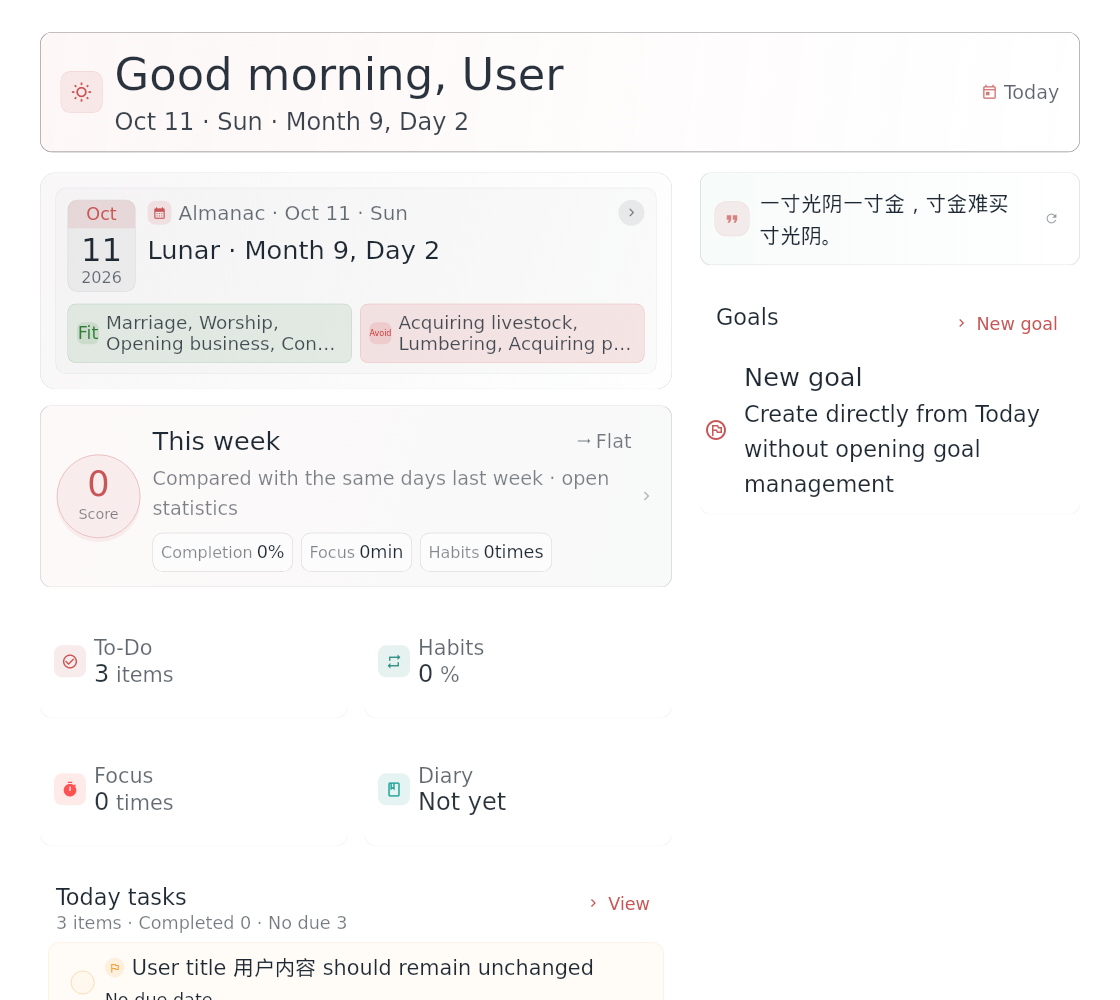 Good morning, User
Oct 11 · Sun · Month 9, Day 2
Today
Oct
11
2026
Almanac · Oct 11 · Sun
Lunar · Month 9, Day 2
Fit
Marriage, Worship,
Opening business, Con…
Avoid
Acquiring livestock,
Lumbering, Acquiring p…
一寸光阴一寸金，寸金难买
寸光阴。
Goals
New goal
New goal
Create directly from Today
without opening goal
management
0
Score
This week
Flat
Compared with the same days last week · open
statistics
Completion 0%
Focus 0min
Habits 0times
To-Do
3 items
Habits
0 %
Focus
0 times
Diary
Not yet
Today tasks
3 items · Completed 0 · No due 3
View
User title 用户内容 should remain unchanged
No due date